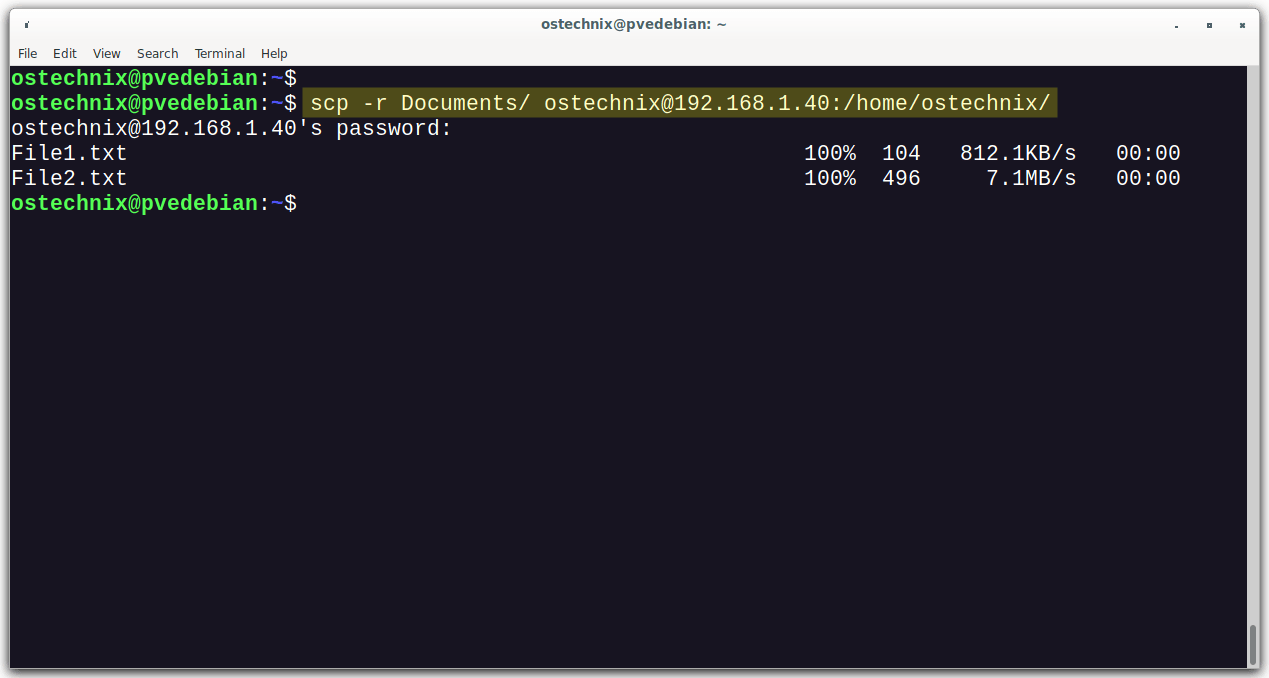 ostechnix@pvedebian: ~
File Edit View Search Terminal Help
ostechnix@pvedebian:~$
ostechnix@pvedebian:~$ scp -r Documents/ ostechnix@192.168.1.40:/home/ostechnix/
ostechnix@192.168.1.40's password:
File1.txt 100% 104 812.1KB/s 00:00
File2.txt 100% 496 7.1MB/s 00:00
ostechnix@pvedebian:~$